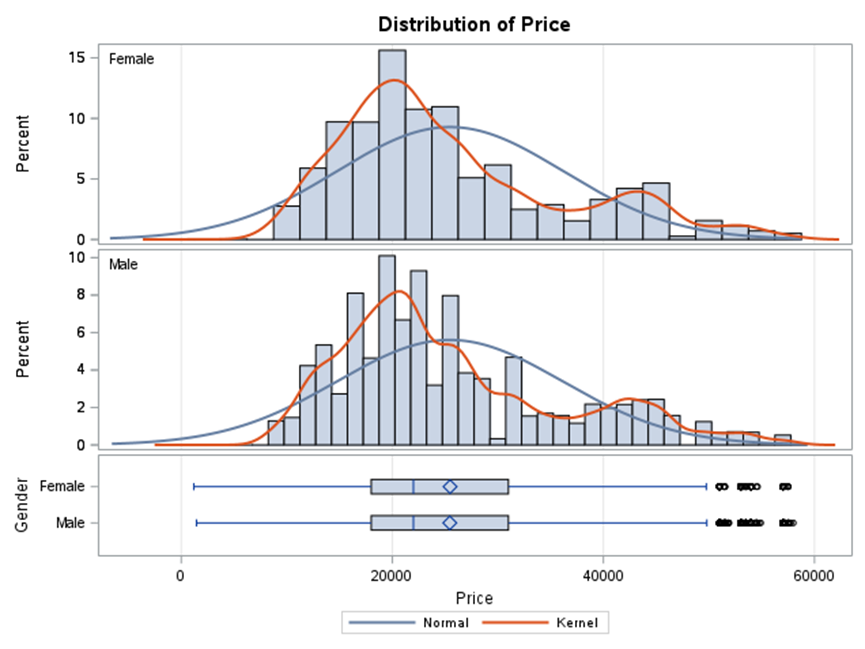 Distribution of Price
Female
Percent
15
10
5
0
Male
Percent
10
8
6
4
2
0
Gender
Female
Male
0 20000 40000 60000
Price
Normal Kernel